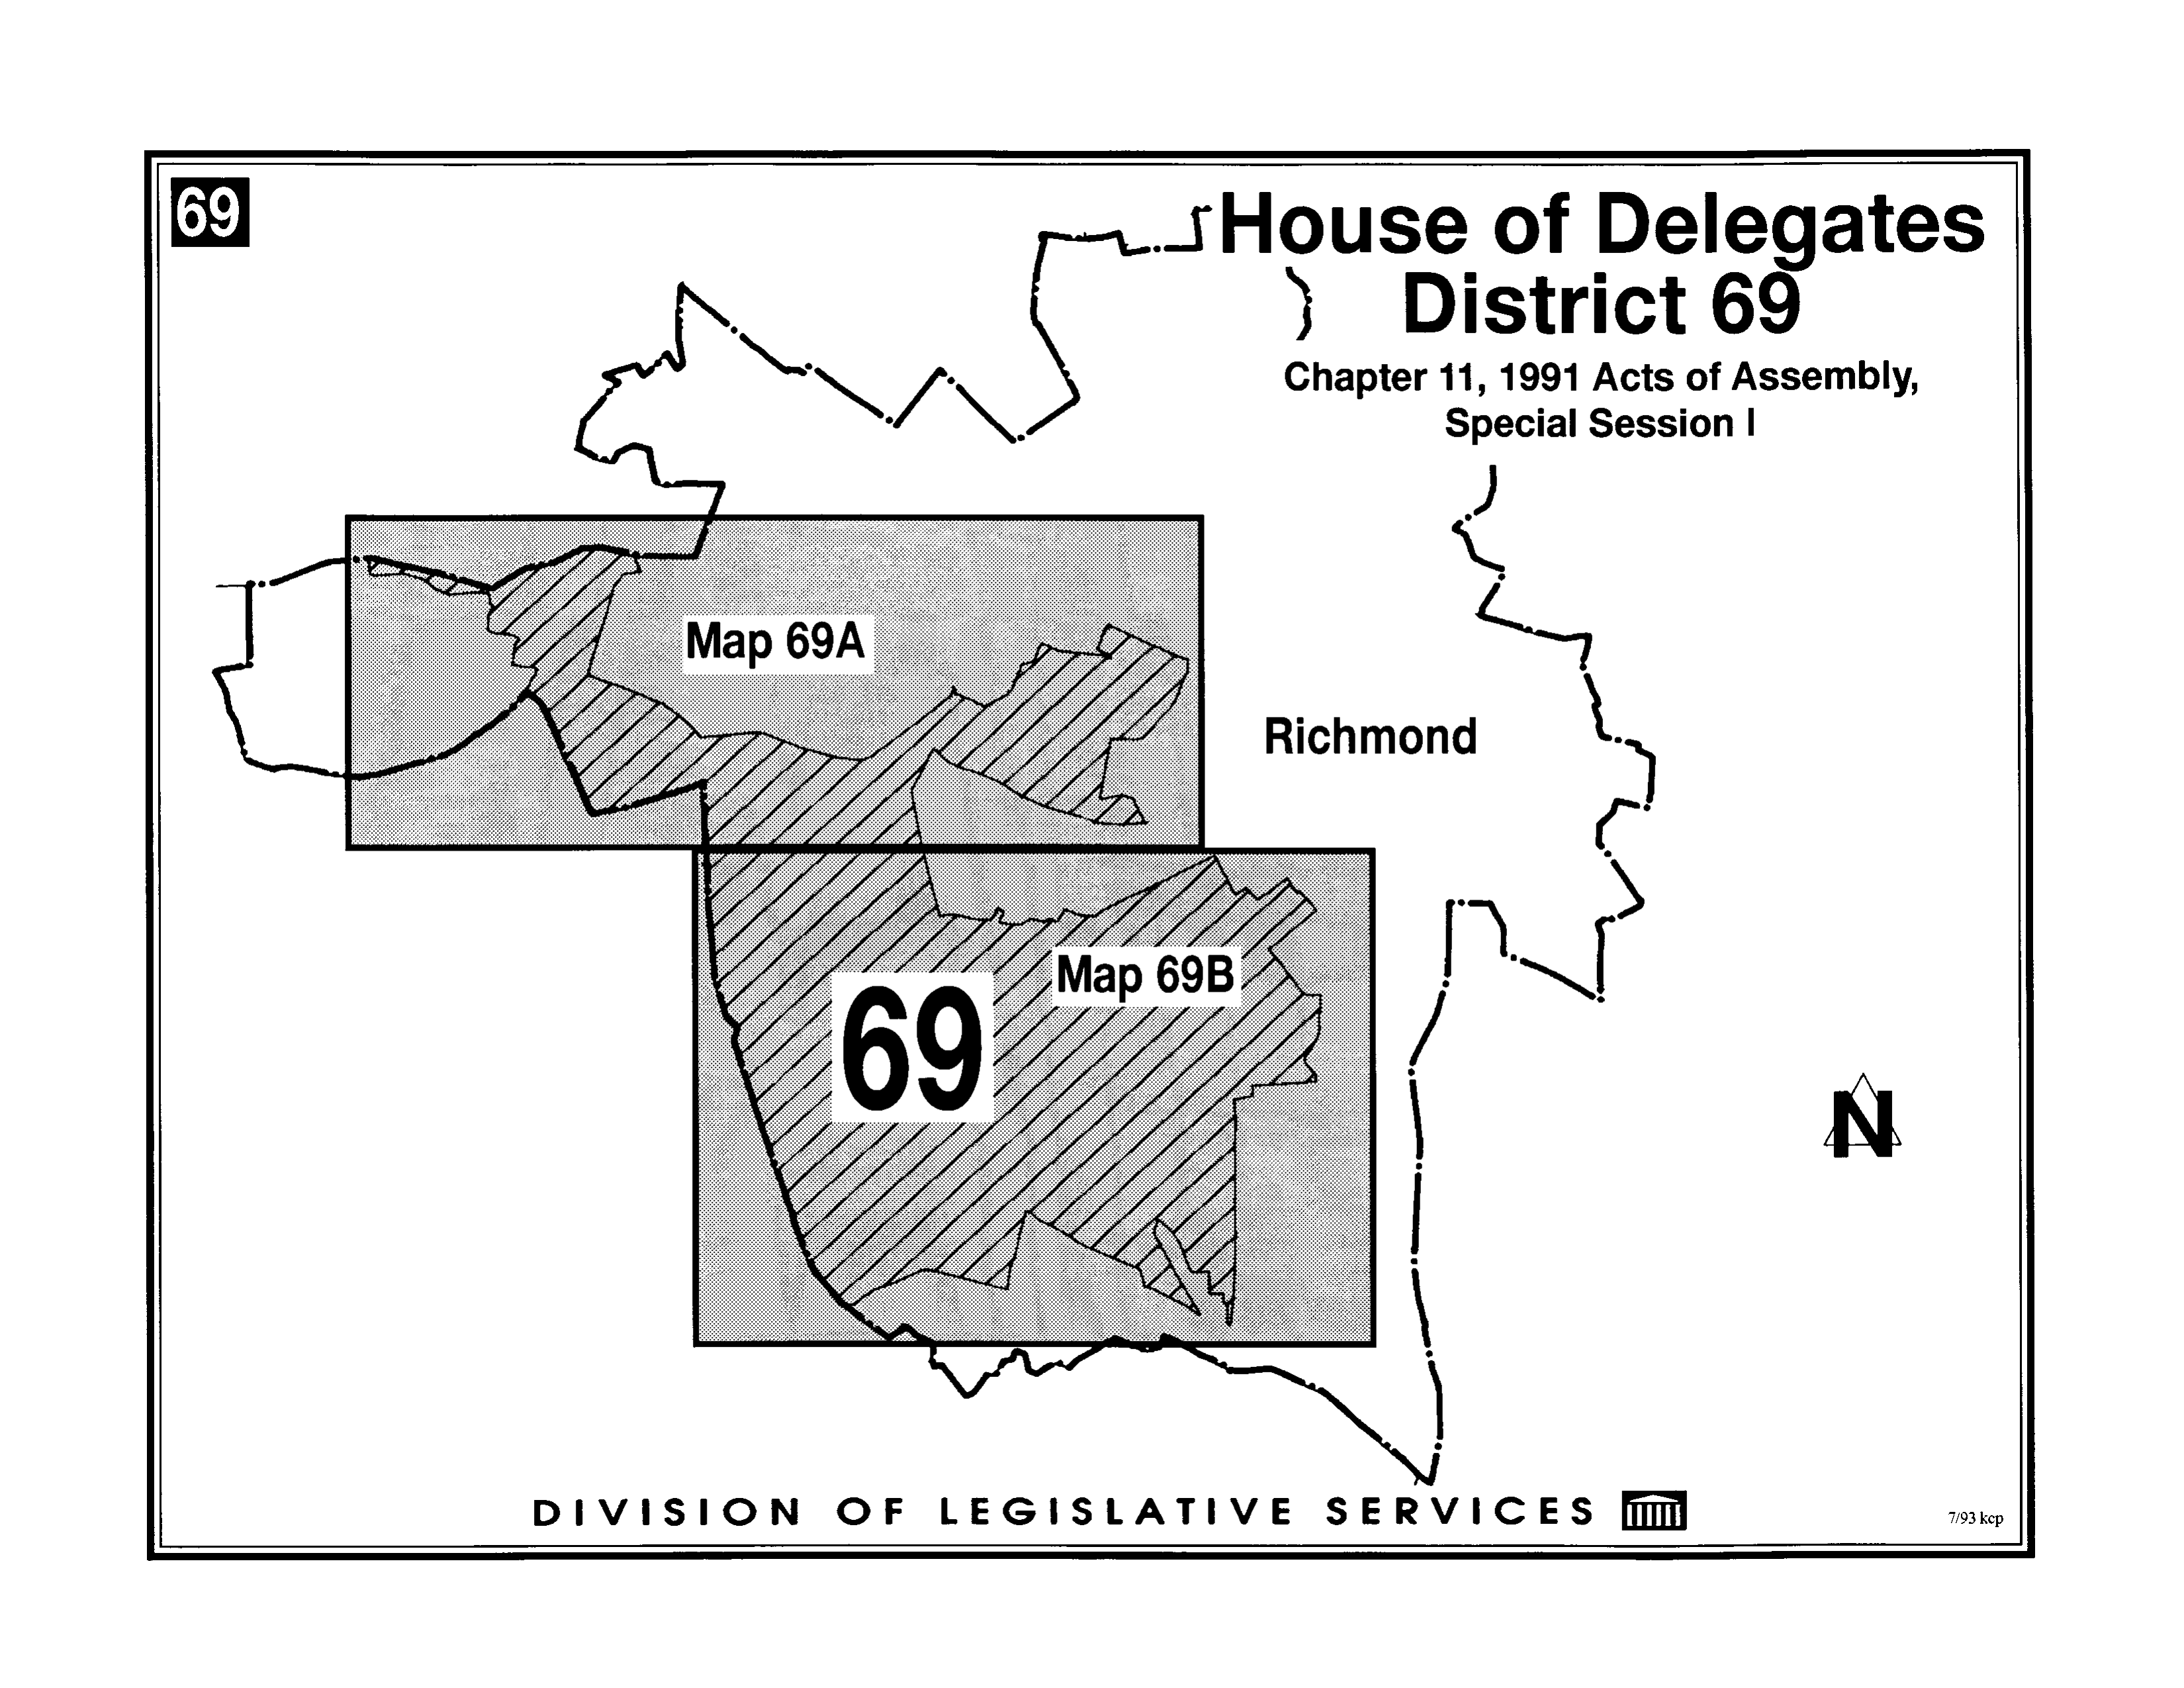 69
House of Delegates
District 69
Chapter 11, 1991 Acts of Assembly,
Special Session I
Map 69A
Richmond
Map 69B
69
N
DIVISION OF LEGISLATIVE SERVICES
7/93 kcp